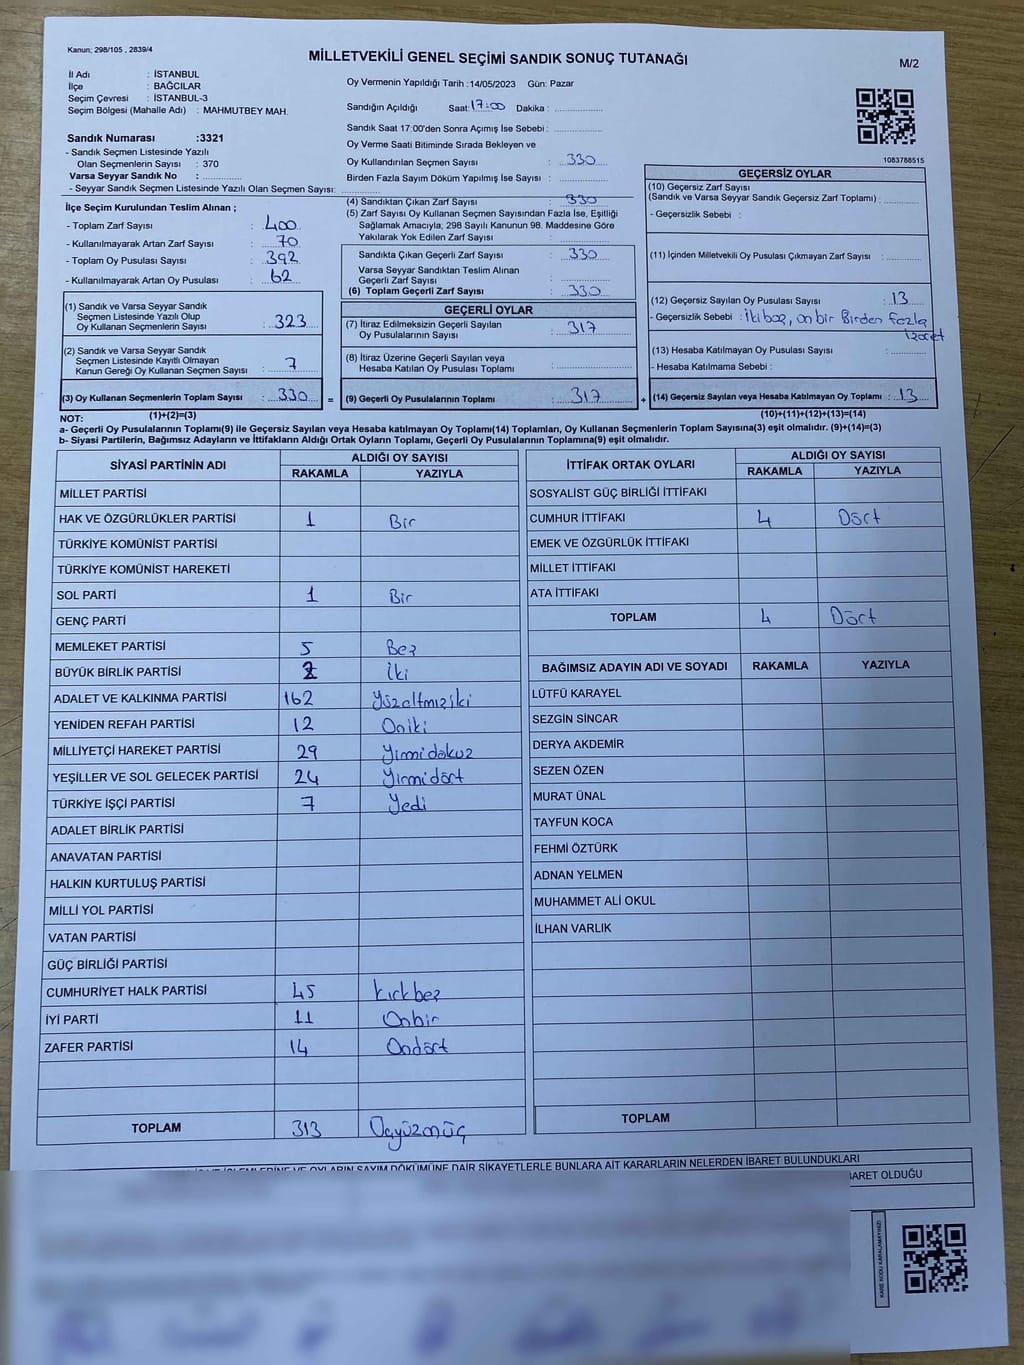 Kanun; 298/105 , 2839/4
MİLLETVEKİLİ GENEL SEÇİMİ SANDIK SONUÇ TUTANAĞI
M/2
İl Adı : İSTANBUL
İlçe : BAĞCILAR
Seçim Çevresi : İSTANBUL-3
Seçim Bölgesi (Mahalle Adı) : MAHMUTBEY MAH.
Sandık Numarası :3321
- Sandık Seçmen Listesinde Yazılı
Olan Seçmenlerin Sayısı : 370
Varsa Seyyar Sandık No :
- Seyyar Sandık Seçmen Listesinde Yazılı Olan Seçmen Sayısı:
Oy Vermenin Yapıldığı Tarih :14/05/2023 Gün: Pazar
Sandığın Açıldığı Saat: 17:00 Dakika :
Sandık Saat 17:00'den Sonra Açımış İse Sebebi :
Oy Verme Saati Bitiminde Sırada Bekleyen ve
Oy Kullandırılan Seçmen Sayısı : 330
Birden Fazla Sayım Döküm Yapılmış İse Sayısı :
1083788515
İlçe Seçim Kurulundan Teslim Alınan ;
- Toplam Zarf Sayısı : 400
- Kullanılmayarak Artan Zarf Sayısı : 70
- Toplam Oy Pusulası Sayısı : 392
- Kullanılmayarak Artan Oy Pusulası : 62
(4) Sandıktan Çıkan Zarf Sayısı : 330
(5) Zarf Sayısı Oy Kullanan Seçmen Sayısından Fazla İse, Eşitliği
Sağlamak Amacıyla; 298 Sayılı Kanunun 98. Maddesine Göre
Yakılarak Yok Edilen Zarf Sayısı :
Sandıkta Çıkan Geçerli Zarf Sayısı : 330
Varsa Seyyar Sandıktan Teslim Alınan
Geçerli Zarf Sayısı :
(6) Toplam Geçerli Zarf Sayısı : 330
GEÇERSİZ OYLAR
(10) Geçersiz Zarf Sayısı
(Sandık ve Varsa Seyyar Sandık Geçersiz Zarf Toplamı) :
- Geçersizlik Sebebi :
(11) İçinden Milletvekili Oy Pusulası Çıkmayan Zarf Sayısı :
(12) Geçersiz Sayılan Oy Pusulası Sayısı : 13
- Geçersizlik Sebebi : İki boş, on bir Birden fazla
işaret
(13) Hesaba Katılmayan Oy Pusulası Sayısı :
- Hesaba Katılmama Sebebi :
(1) Sandık ve Varsa Seyyar Sandık
Seçmen Listesinde Yazılı Olup
Oy Kullanan Seçmenlerin Sayısı : 323
(2) Sandık ve Varsa Seyyar Sandık
Seçmen Listesinde Kayıtlı Olmayan
Kanun Gereği Oy Kullanan Seçmen Sayısı : 7
GEÇERLİ OYLAR
(7) İtiraz Edilmeksizin Geçerli Sayılan
Oy Pusulalarının Sayısı : 317
(8) İtiraz Üzerine Geçerli Sayılan veya
Hesaba Katılan Oy Pusulası Toplamı :
(3) Oy Kullanan Seçmenlerin Toplam Sayısı : 330 = (9) Geçerli Oy Pusulalarının Toplamı : 317 + (14) Geçersiz Sayılan veya Hesaba Katılmayan Oy Toplamı : 13
NOT: (1)+(2)=(3) (10)+(11)+(12)+(13)=(14)
a- Geçerli Oy Pusulalarının Toplamı(9) ile Geçersiz Sayılan veya Hesaba katılmayan Oy Toplamı(14) Toplamları, Oy Kullanan Seçmenlerin Toplam Sayısına(3) eşit olmalıdır. (9)+(14)=(3)
b- Siyasi Partilerin, Bağımsız Adayların ve İttifakların Aldığı Ortak Oyların Toplamı, Geçerli Oy Pusulalarının Toplamına(9) eşit olmalıdır.
SİYASİ PARTİNİN ADI ALDIĞI OY SAYISI
RAKAMLA YAZIYLA
MİLLET PARTİSİ
HAK VE ÖZGÜRLÜKLER PARTİSİ 1 Bir
TÜRKİYE KOMÜNİST PARTİSİ
TÜRKİYE KOMÜNİST HAREKETİ
SOL PARTİ 1 Bir
GENÇ PARTİ
MEMLEKET PARTİSİ 5 Beş
BÜYÜK BİRLİK PARTİSİ 2 İki
ADALET VE KALKINMA PARTİSİ 162 Yüzaltmışiki
YENİDEN REFAH PARTİSİ 12 Oniki
MİLLİYETÇİ HAREKET PARTİSİ 29 Yirmidokuz
YEŞİLLER VE SOL GELECEK PARTİSİ 24 Yirmidört
TÜRKİYE İŞÇİ PARTİSİ 7 Yedi
ADALET BİRLİK PARTİSİ
ANAVATAN PARTİSİ
HALKIN KURTULUŞ PARTİSİ
MİLLİ YOL PARTİSİ
VATAN PARTİSİ
GÜÇ BİRLİĞİ PARTİSİ
CUMHURİYET HALK PARTİSİ 45 Kırkbeş
İYİ PARTİ 11 Onbir
ZAFER PARTİSİ 14 Ondört
TOPLAM 313 Üçyüzonüç
İTTİFAK ORTAK OYLARI ALDIĞI OY SAYISI
RAKAMLA YAZIYLA
SOSYALİST GÜÇ BİRLİĞİ İTTİFAKI
CUMHUR İTTİFAKI 4 Dört
EMEK VE ÖZGÜRLÜK İTTİFAKI
MİLLET İTTİFAKI
ATA İTTİFAKI
TOPLAM 4 Dört
BAĞIMSIZ ADAYIN ADI VE SOYADI RAKAMLA YAZIYLA
LÜTFÜ KARAYEL
SEZGİN SİNCAR
DERYA AKDEMİR
SEZEN ÖZEN
MURAT ÜNAL
TAYFUN KOCA
FEHMİ ÖZTÜRK
ADNAN YELMEN
MUHAMMET ALİ OKUL
İLHAN VARLIK
TOPLAM
İŞLEMLERİNE VE OYLARIN SAYIM DÖKÜMÜNE DAİR ŞİKAYETLERLE BUNLARA AİT KARARLARIN NELERDEN İBARET BULUNDUKLARI
BARET OLDUĞU
KARE KODU KARALAMAYINIZ!